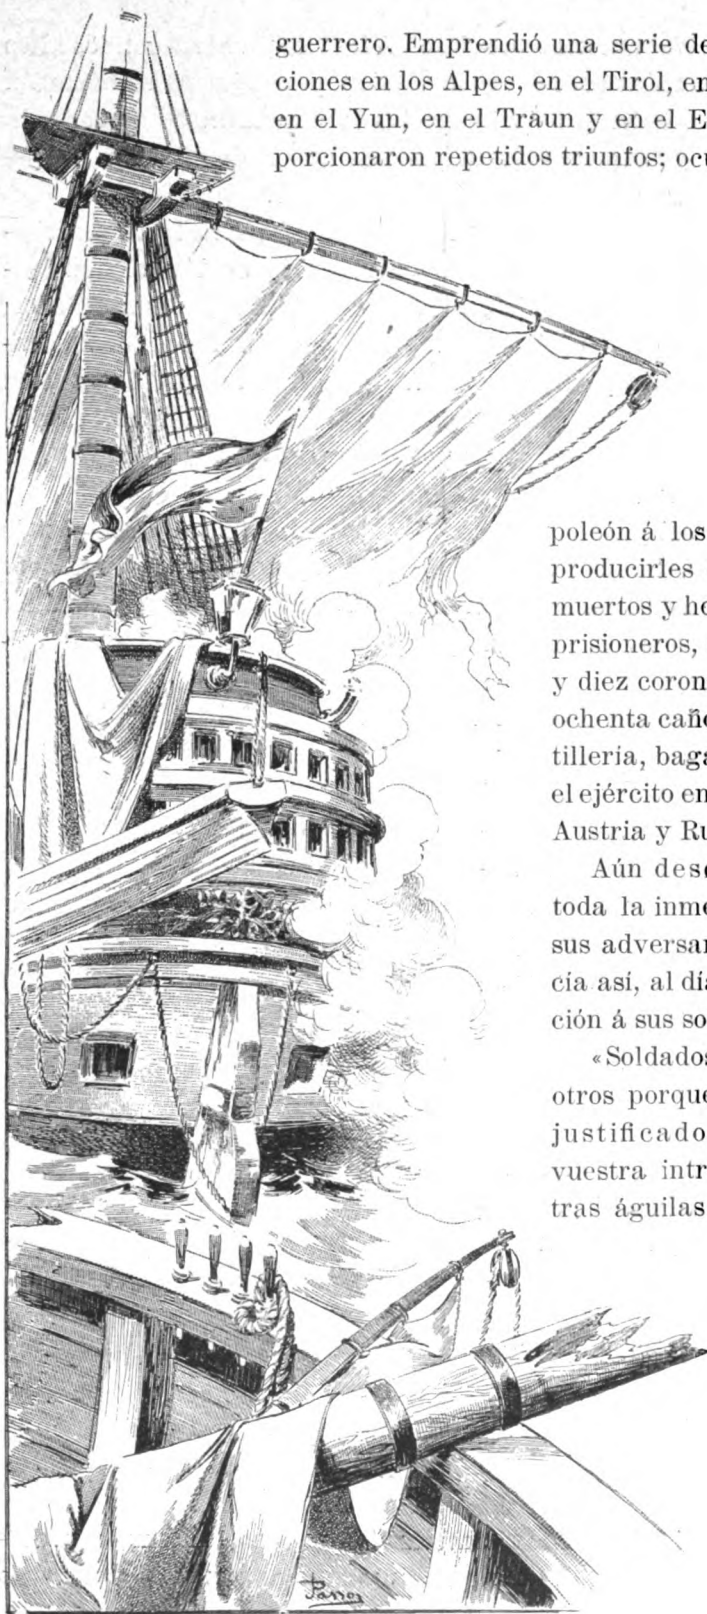 guerrero. Emprendió una serie de
ciones en los Alpes, en el Tirol, en
en el Yun, en el Traun y en el E
porcionaron repetidos triunfos; ocu
poleón á los
producirles
muertos y he
prisioneros,
y diez coron
ochenta caño
tillería, baga
el ejército en
Austria y Ru
Aún desc
toda la inme
sus adversar
cía así, al día
ción á sus so
«Soldados
otros porque
justificado
vuestra intr
tras águilas